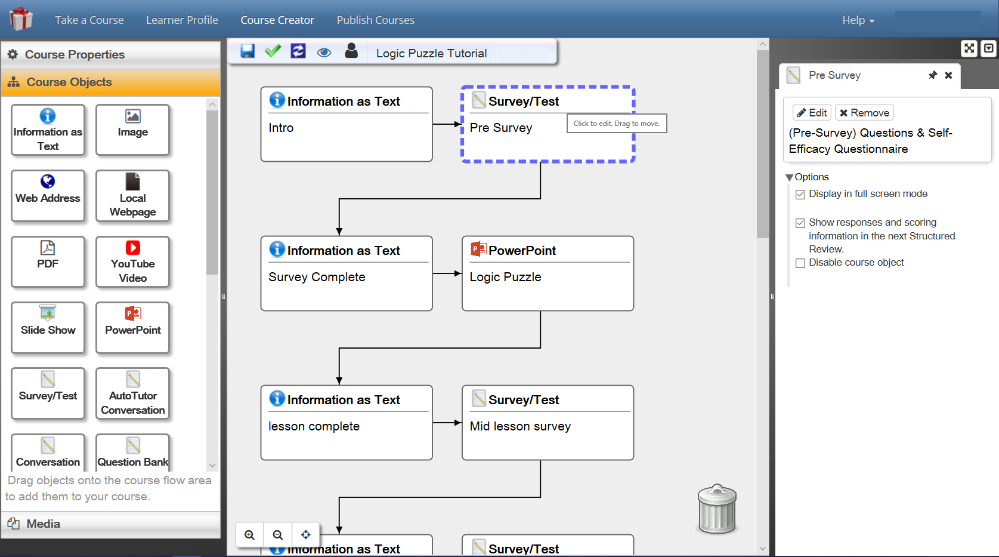 Take a Course
Learner Profile
Course Creator
Publish Courses
Help
Course Properties
Course Objects
Information as
Text
Image
Web Address
Local
Webpage
PDF
YouTube
Video
Slide Show
PowerPoint
Survey/Test
AutoTutor
Conversation
Conversation
Question Bank
Drag objects onto the course flow area
to add them to your course.
Media
Logic Puzzle Tutorial
Information as Text
Intro
Survey/Test
Pre Survey
Click to edit. Drag to move.
Information as Text
Survey Complete
PowerPoint
Logic Puzzle
Information as Text
lesson complete
Survey/Test
Mid lesson survey
Information as Text
Survey/Test
Pre Survey
Edit
Remove
(Pre-Survey) Questions & Self-
Efficacy Questionnaire
Options
Display in full screen mode
Show responses and scoring
information in the next Structured
Review.
Disable course object